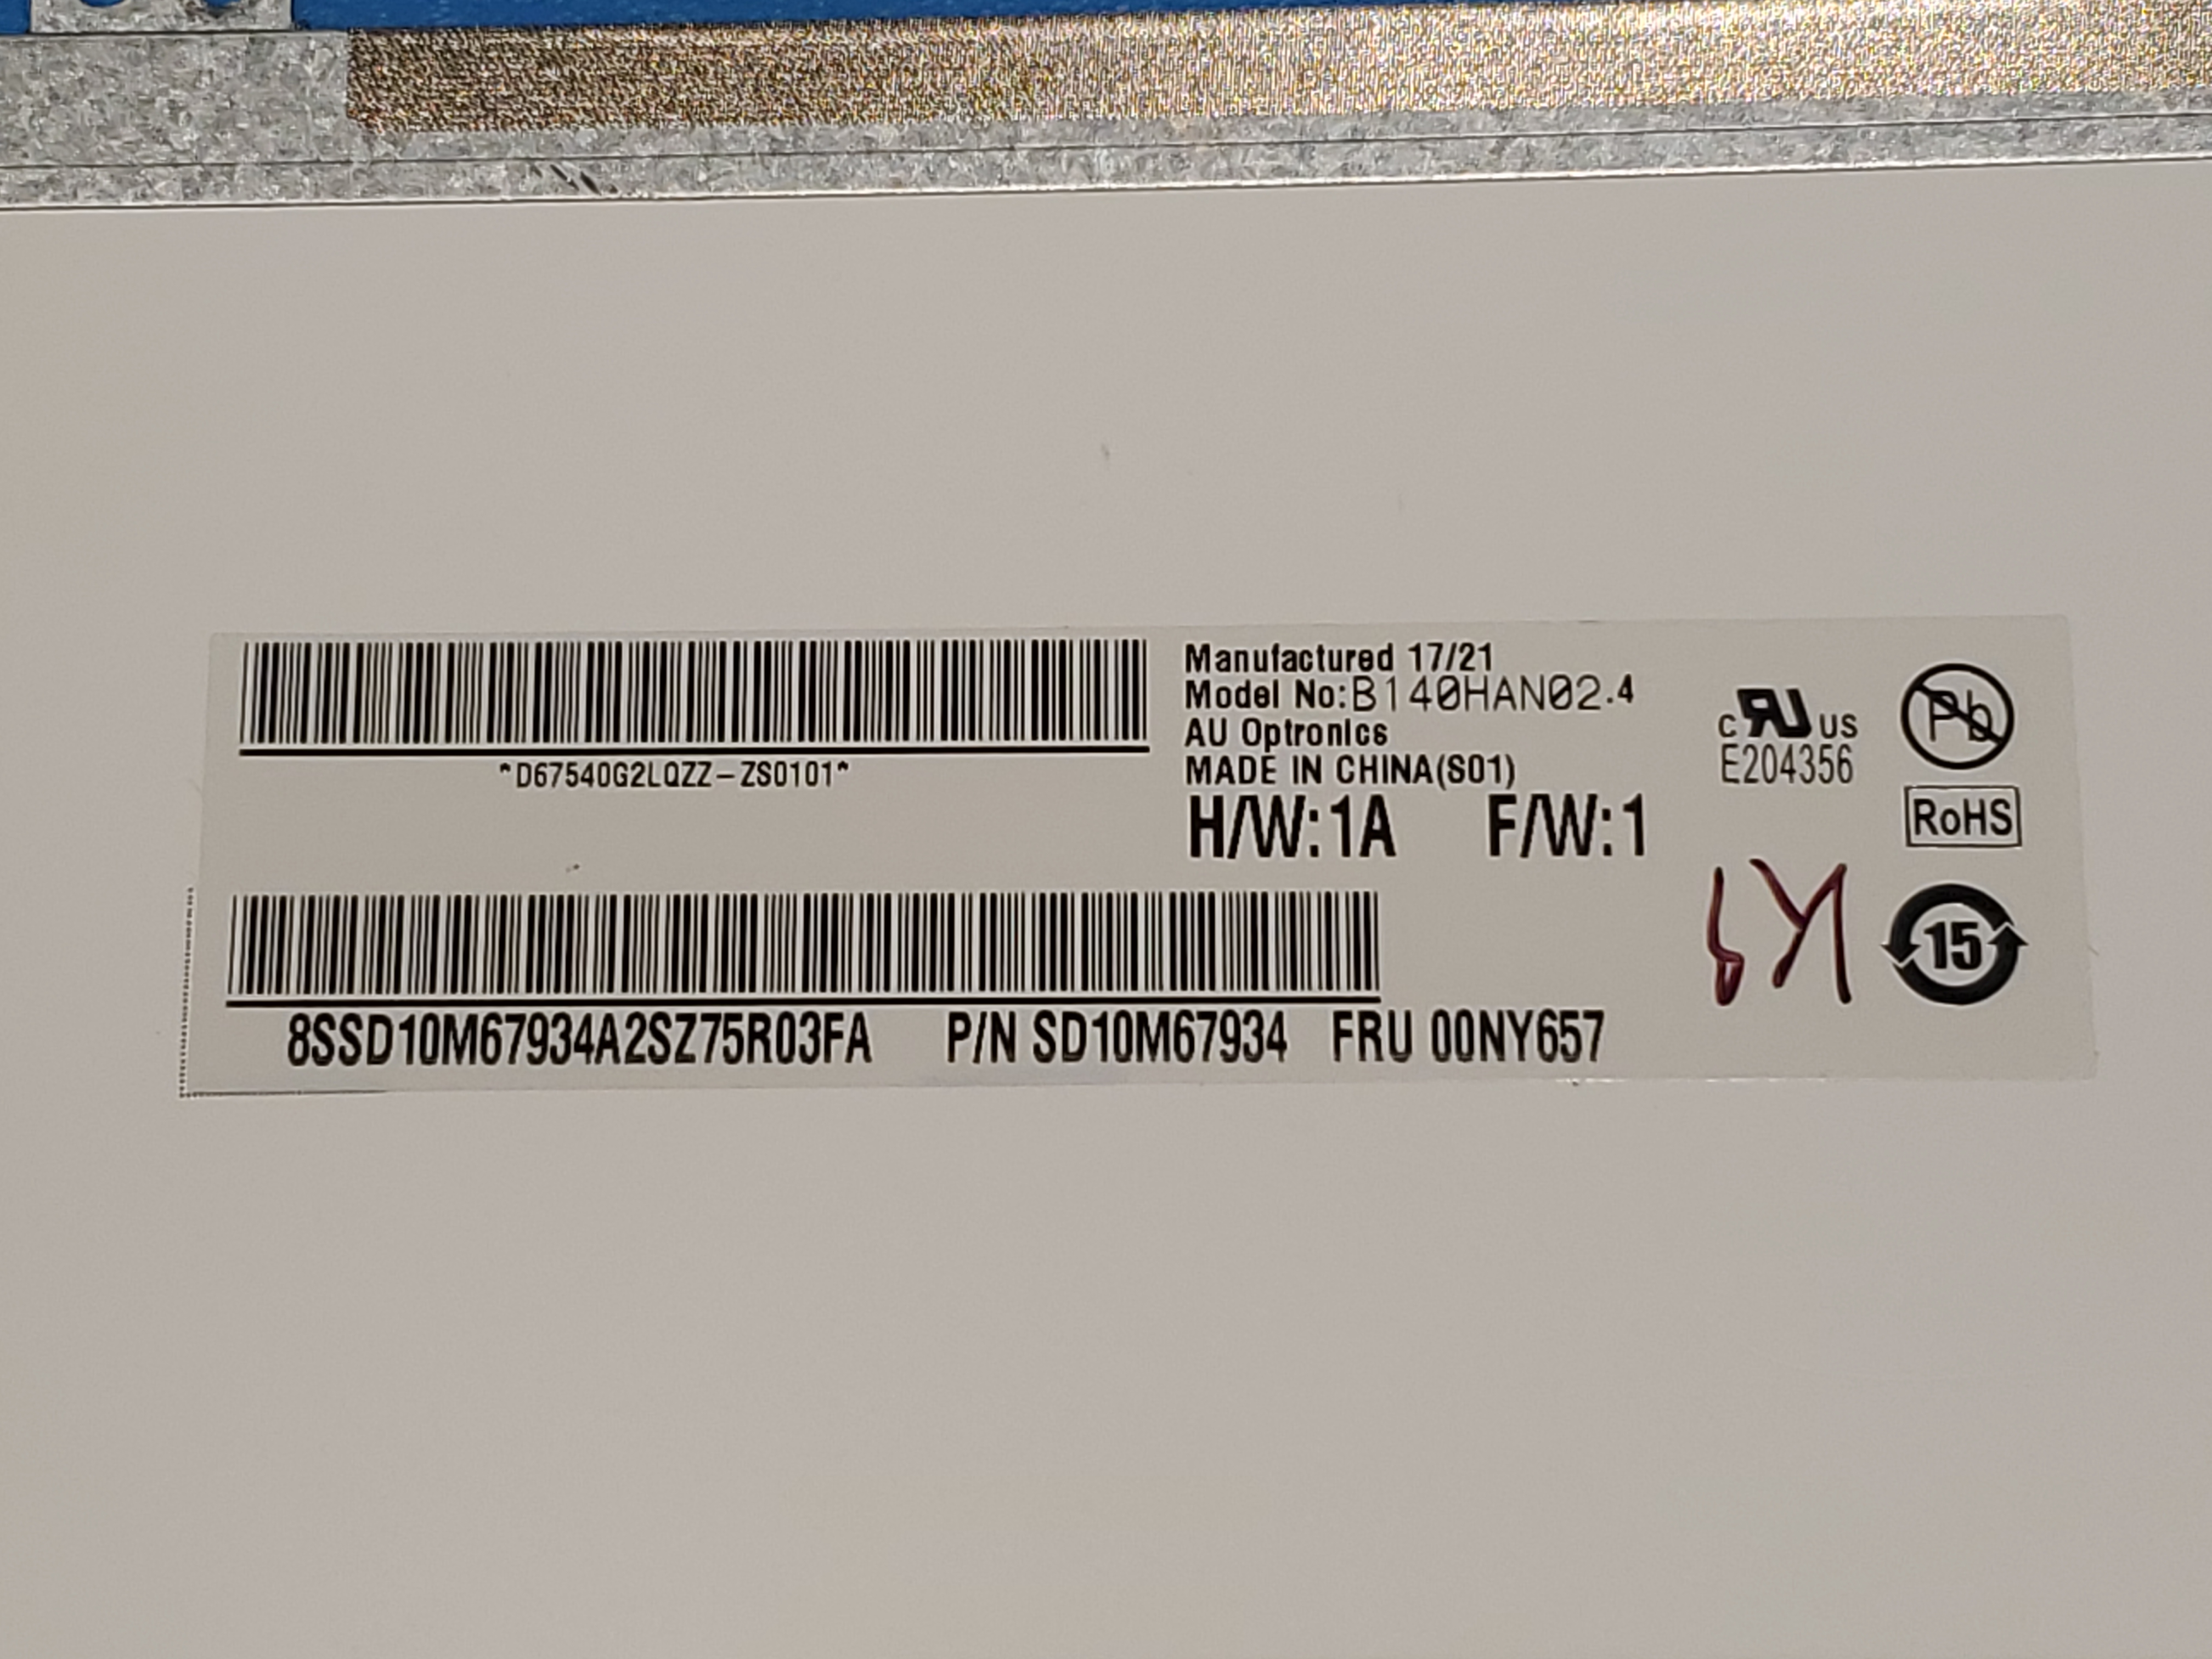 Manufactured 17/21
Model No:B140HAN02.4
AU Optronics
MADE IN CHINA(S01)
H/W:1A F/W:1
*D67540G2LQZZ-ZS0101*
c RU US
E204356
Pb
RoHS
15
8SSD10M67934A2SZ75R03FA P/N SD10M67934 FRU 00NY657